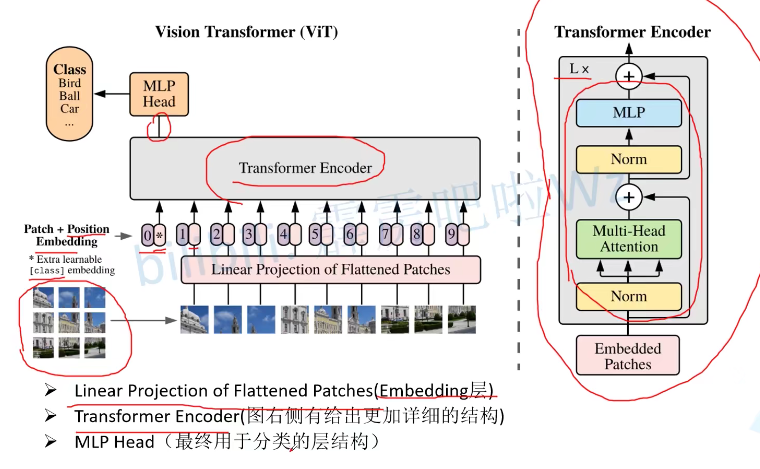 Vision Transformer (ViT)
Class
Bird
Ball
Car
...
MLP
Head
Transformer Encoder
Patch + Position
Embedding
* Extra learnable
[class] embedding
0 * 1 2 3 4 5 6 7 8 9
Linear Projection of Flattened Patches
Transformer Encoder
L ×
+
MLP
Norm
+
Multi-Head
Attention
Norm
Embedded
Patches
bilibili: 霹雳吧啦Wz
➢ Linear Projection of Flattened Patches(Embedding层)
➢ Transformer Encoder(图右侧有给出更加详细的结构)
➢ MLP Head（最终用于分类的层结构）